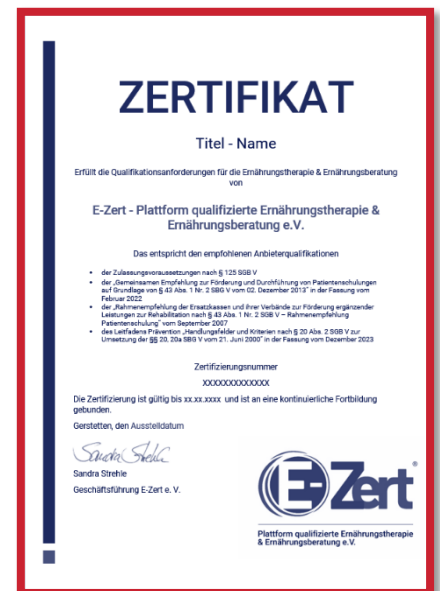 ZERTIFIKAT
Titel - Name
Erfüllt die Qualifikationsanforderungen für die Ernährungstherapie & Ernährungsberatung
von
E-Zert - Plattform qualifizierte Ernährungstherapie &
Ernährungsberatung e.V.
Das entspricht den empfohlenen Anbieterqualifikationen
• der Zulassungsvoraussetzungen nach § 125 SGB V
• der „Gemeinsamen Empfehlung zur Förderung und Durchführung von Patientenschulungen
auf Grundlage von § 43 Abs. 1 Nr. 2 SBG V vom 02. Dezember 2013" in der Fassung vom
Februar 2022
• der „Rahmenempfehlung der Ersatzkassen und ihrer Verbände zur Förderung ergänzender
Leistungen zur Rehabilitation nach § 43 Abs. 1 Nr. 2 SGB V – Rahmenempfehlung
Patientenschulung" vom September 2007
• des Leitfadens Prävention „Handlungsfelder und Kriterien nach § 20 Abs. 2 SGB V zur
Umsetzung der §§ 20, 20a SBG V vom 21. Juni 2000" in der Fassung vom Dezember 2023
Zertifizierungsnummer
XXXXXXXXXXXXX
Die Zertifizierung ist gültig bis xx.xx.xxxx und ist an eine kontinuierliche Fortbildung
gebunden.
Gerstetten, den Ausstelldatum
Sandra Strehle
Sandra Strehle
Geschäftsführung E-Zert e. V.
E-Zert®
Plattform qualifizierte Ernährungstherapie
& Ernährungsberatung e.V.